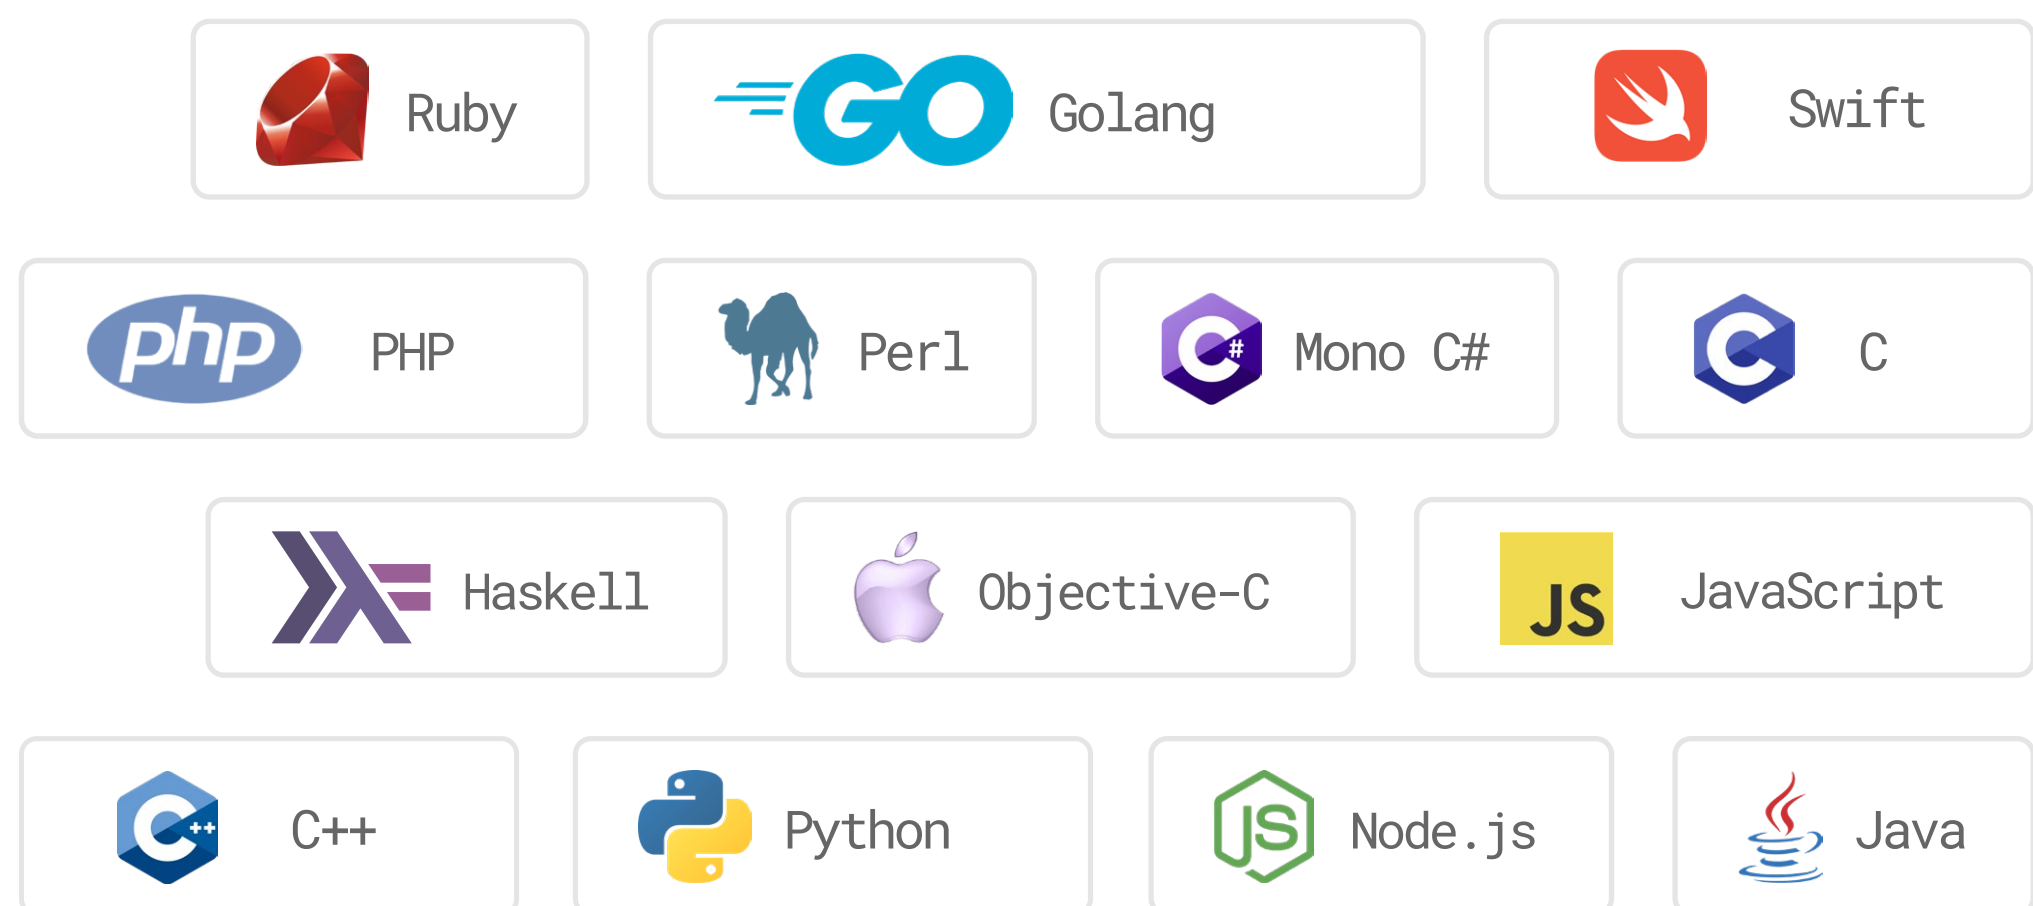 Ruby
GO Golang
Swift
php PHP
Perl
C# Mono C#
C C
Haskell
Objective-C
JS JavaScript
C++ C++
Python
JS Node.js
Java